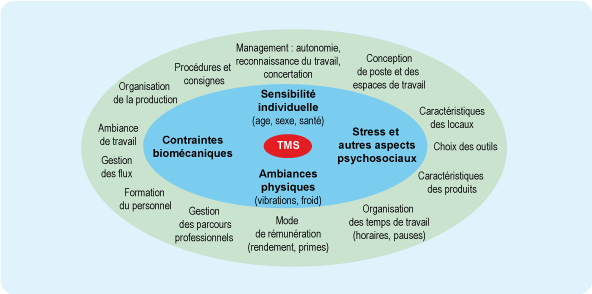 Management : autonomie,
reconnaissance du travail,
concertation
Conception
de poste et des
espaces de travail
Caractéristiques
des locaux
Choix des outils
Caractéristiques
des produits
Organisation
des temps de travail
(horaires, pauses)
Mode
de rémunération
(rendement, primes)
Gestion
des parcours
professionnels
Formation
du personnel
Gestion
des flux
Ambiance
de travail
Organisation
de la production
Procédures et
consignes
Sensibilité
individuelle
(age, sexe, santé)
Contraintes
biomécaniques
TMS
Stress et
autres aspects
psychosociaux
Ambiances
physiques
(vibrations, froid)